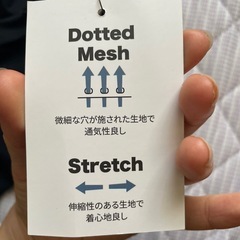 Dotted
Mesh
微細な穴が施された生地で
通気性良し
Stretch
伸縮性のある生地で
着心地良し